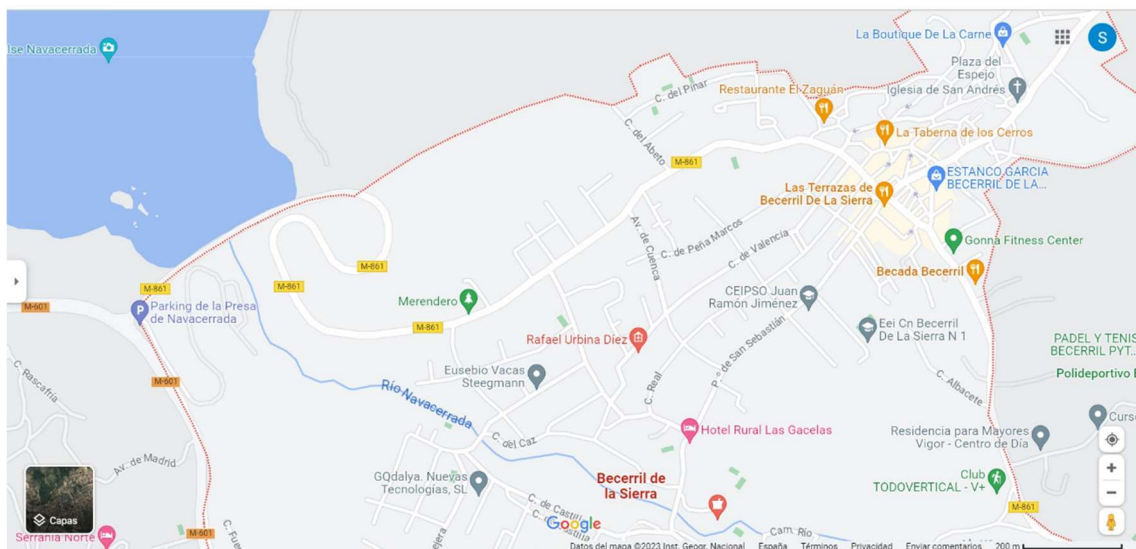 lse Navacerrada
La Boutique De La Carne
S
Plaza del
Espejo
C. del Pinar
Restaurante El Zaguán
Iglesia de San Andrés
C. del Abeto
La Taberna de los Cerros
M-861
ESTANCO GARCIA
BECERRIL DE LA...
Las Terrazas de
Becerril De La Sierra
Av. de Cuenca
C. de Peña Marcos
C. de Valencia
Gonna Fitness Center
M-861
M-861
Becada Becerril
M-861
M-861
M-601
Merendero
CEIPSO Juan
Ramón Jiménez
Parking de la Presa
de Navacerrada
M-861
Rafael Urbina Díez
Eei Cn Becerril
De La Sierra N 1
PADEL Y TENIS
BECERRIL PYT...
Polideportivo B
P.º de San Sebastián
Eusebio Vacas
Steegmann
C. Rascafría
M-601
Río Navacerrada
C. Real
C. Albacete
Curso
Hotel Rural Las Gacelas
Residencia para Mayores
Vigor - Centro de Día
C. del Caz
Av. de Madrid
GQdalya. Nuevas
Tecnologías, SL
Becerril de
la Sierra
Club
TODOVERTICAL - V+
Capas
C. de Castilla
M-861
Google
Serranía Norte
M-601
C. Fue
ejera
Cam. Río
Datos del mapa ©2023 Inst. Geogr. Nacional España Términos Privacidad Enviar comentarios 200 m